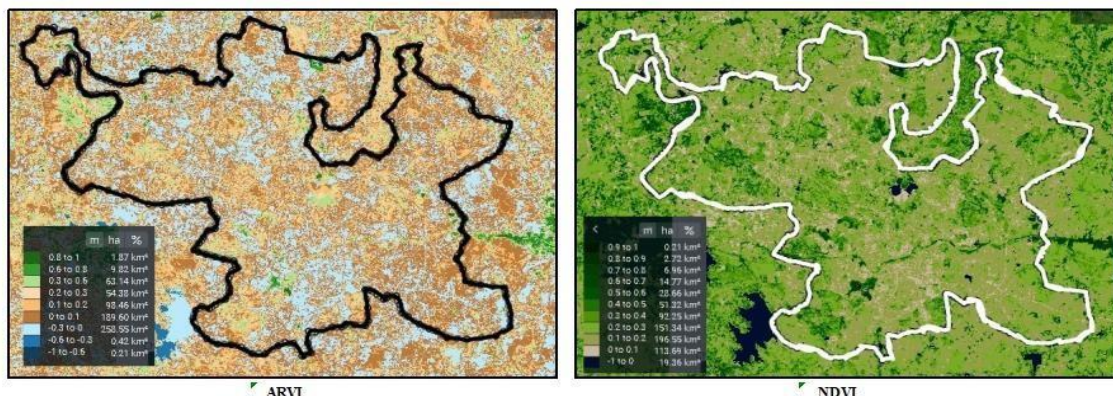 m ha %
0.8 to 1 1.87 km²
0.6 to 0.8 9.82 km²
0.3 to 0.6 63.14 km²
0.2 to 0.3 54.38 km²
0.1 to 0.2 98.46 km²
0 to 0.1 189.60 km²
-0.3 to 0 258.55 km²
-0.6 to -0.3 0.42 km²
-1 to -0.6 0.21 km²
ARVI
< m ha %
0.9 to 1 0.21 km²
0.8 to 0.9 2.72 km²
0.7 to 0.8 6.96 km²
0.6 to 0.7 14.77 km²
0.5 to 0.6 28.66 km²
0.4 to 0.5 51.32 km²
0.3 to 0.4 92.25 km²
0.2 to 0.3 151.34 km²
0.1 to 0.2 196.55 km²
0 to 0.1 113.69 km²
-1 to 0 19.36 km²
NDVI